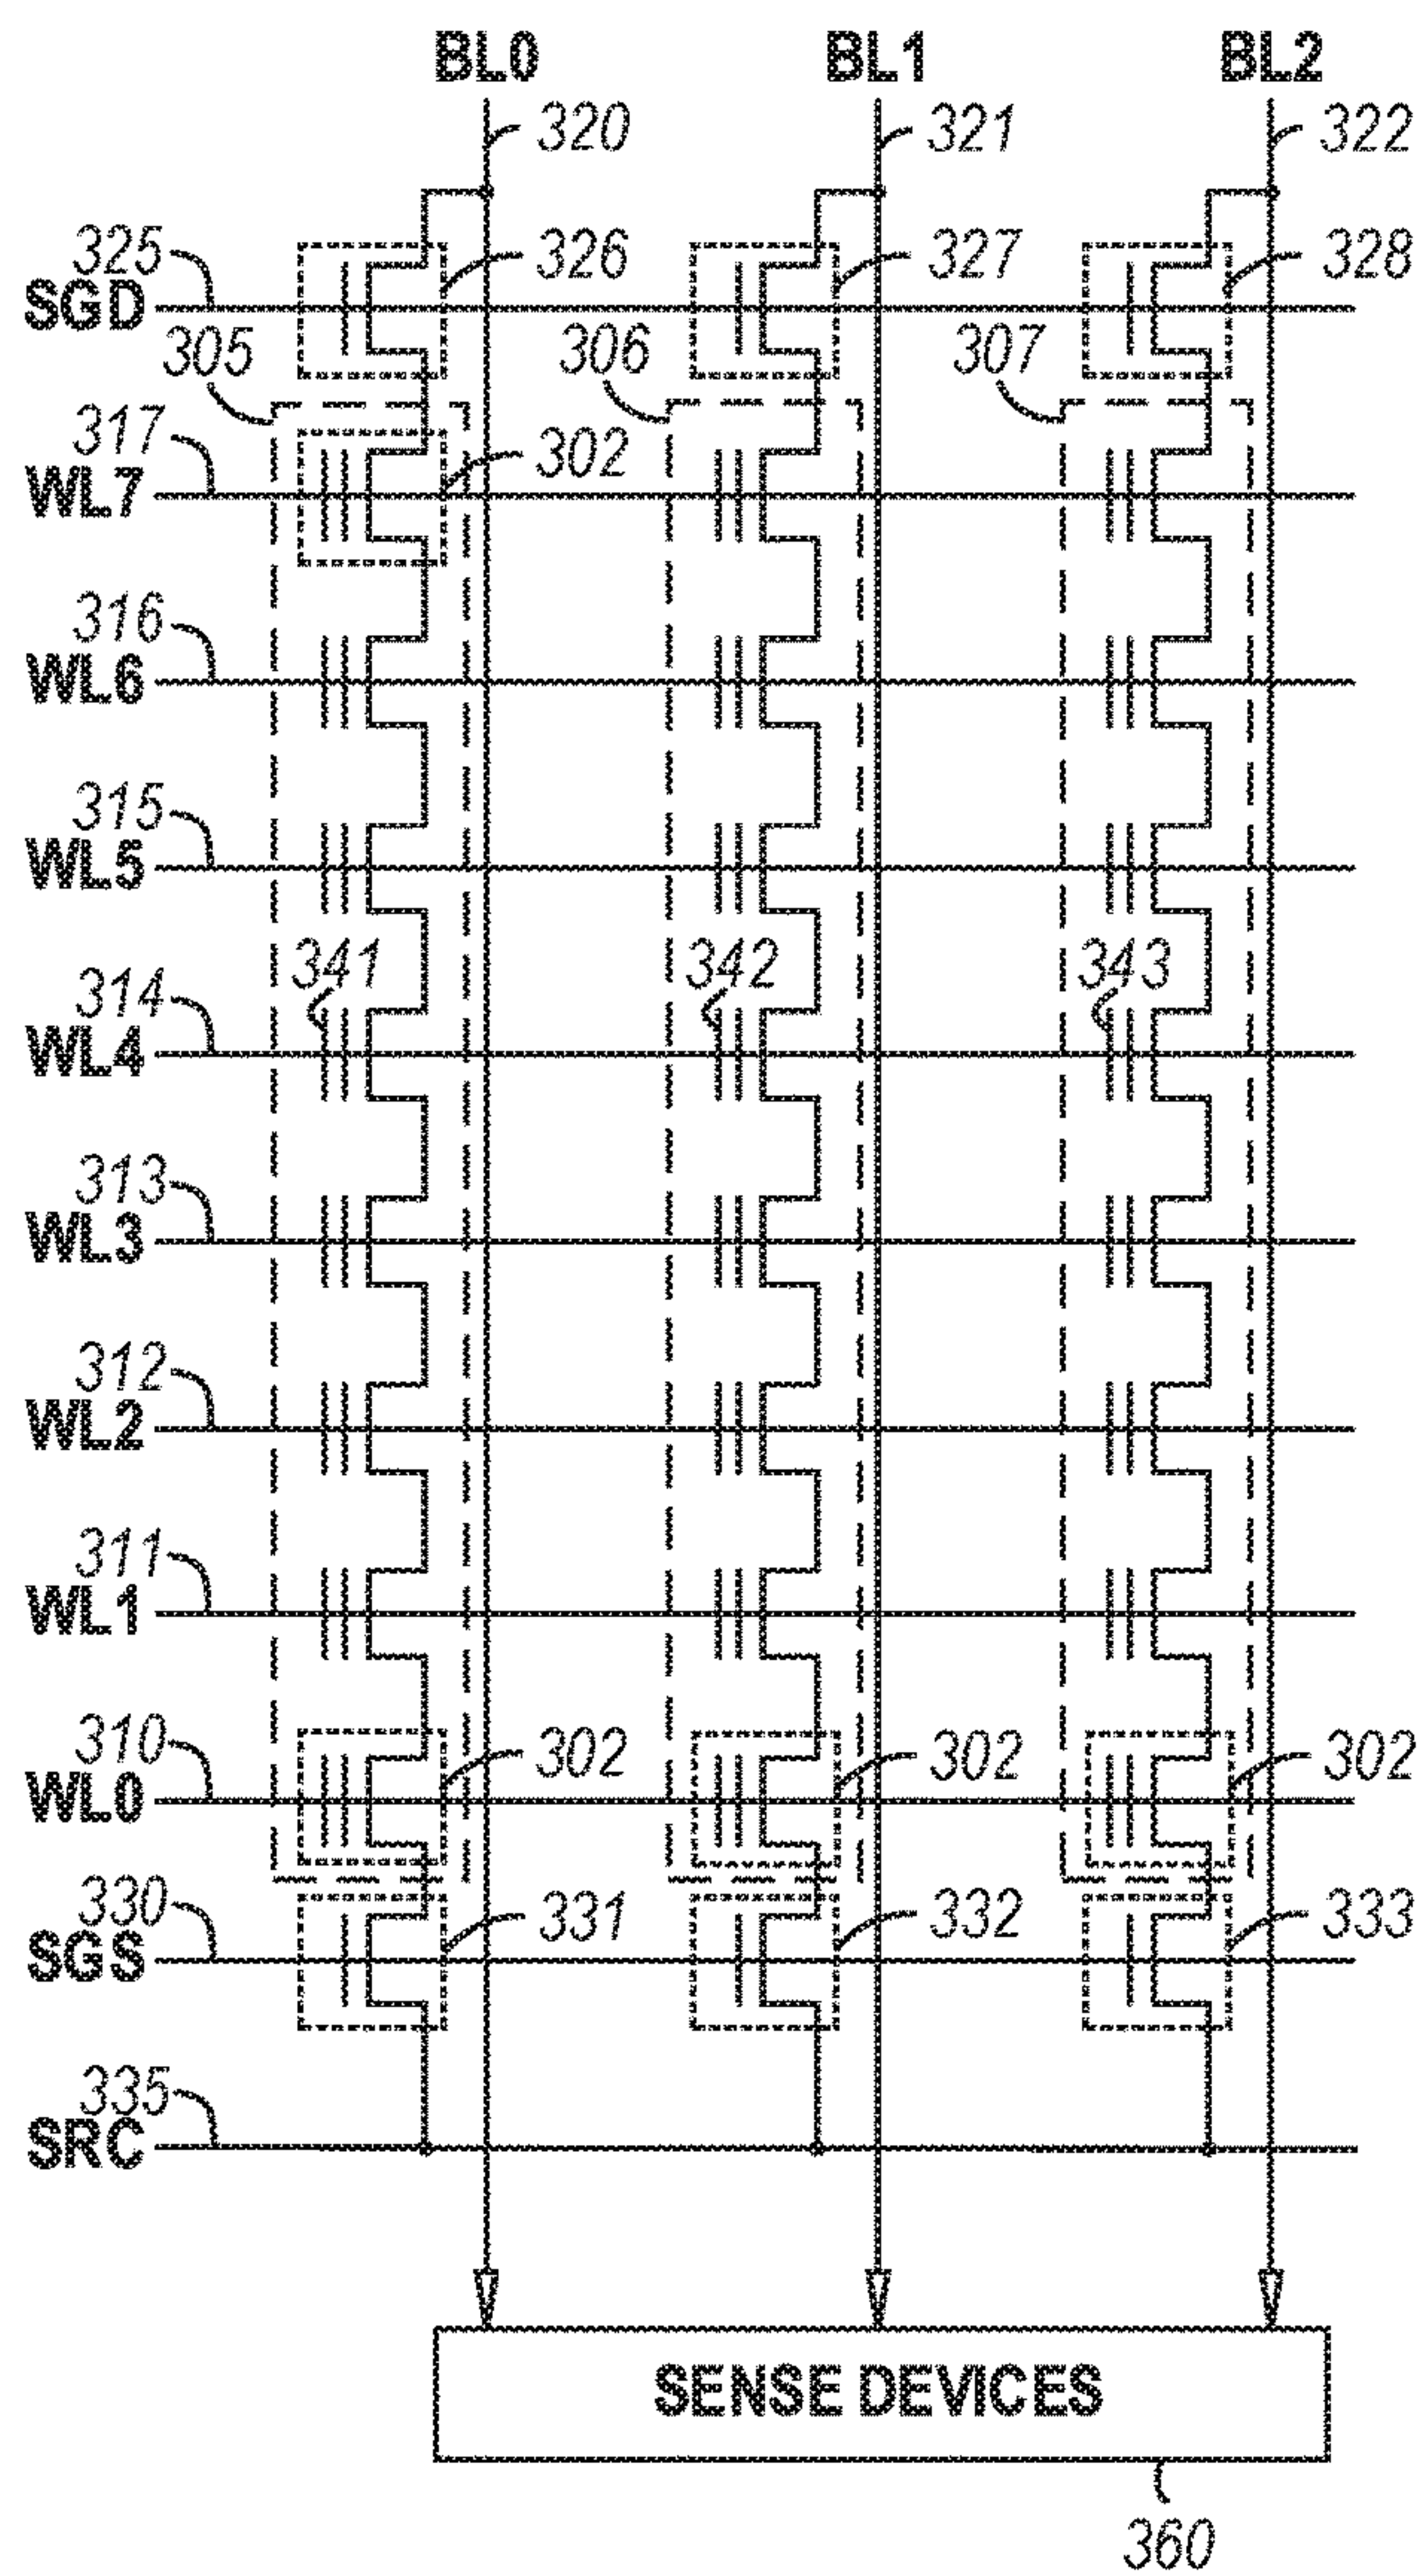 BL0 BL1 BL2
320 321 322
325 326 327 328
SGD
305 306 307
317 302
WL7
316
WL6
315
WL5
341 342 343
314
WL4
313
WL3
312
WL2
311
WL1
310 302 302 302
WL0
330 331 332 333
SGS
335
SRC
SENSE DEVICES
360